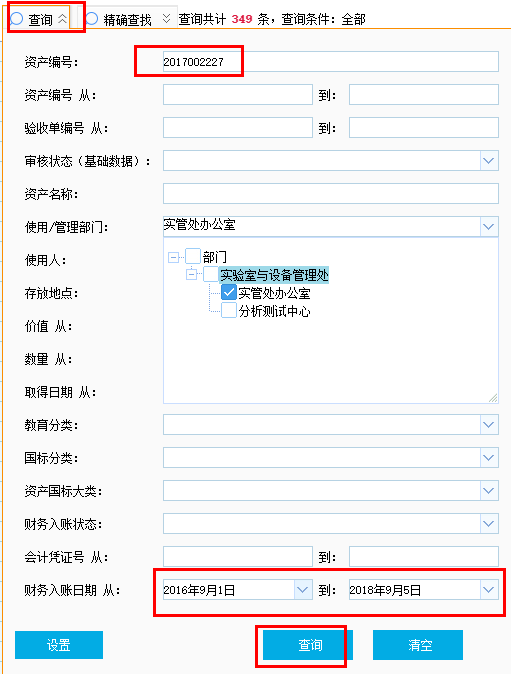 查询 精确查找 查询共计 349 条，查询条件：全部
资产编号： 2017002227
资产编号 从： 到：
验收单编号 从： 到：
审核状态（基础数据）：
资产名称：
使用/管理部门： 实管处办公室
使用人： 部门
实验室与设备管理处
存放地点： 实管处办公室
分析测试中心
价值 从：
数量 从：
取得日期 从：
教育分类：
国标分类：
资产国标大类：
财务入账状态：
会计凭证号 从： 到：
财务入账日期 从： 2016年9月1日 到： 2018年9月5日
设置 查询 清空